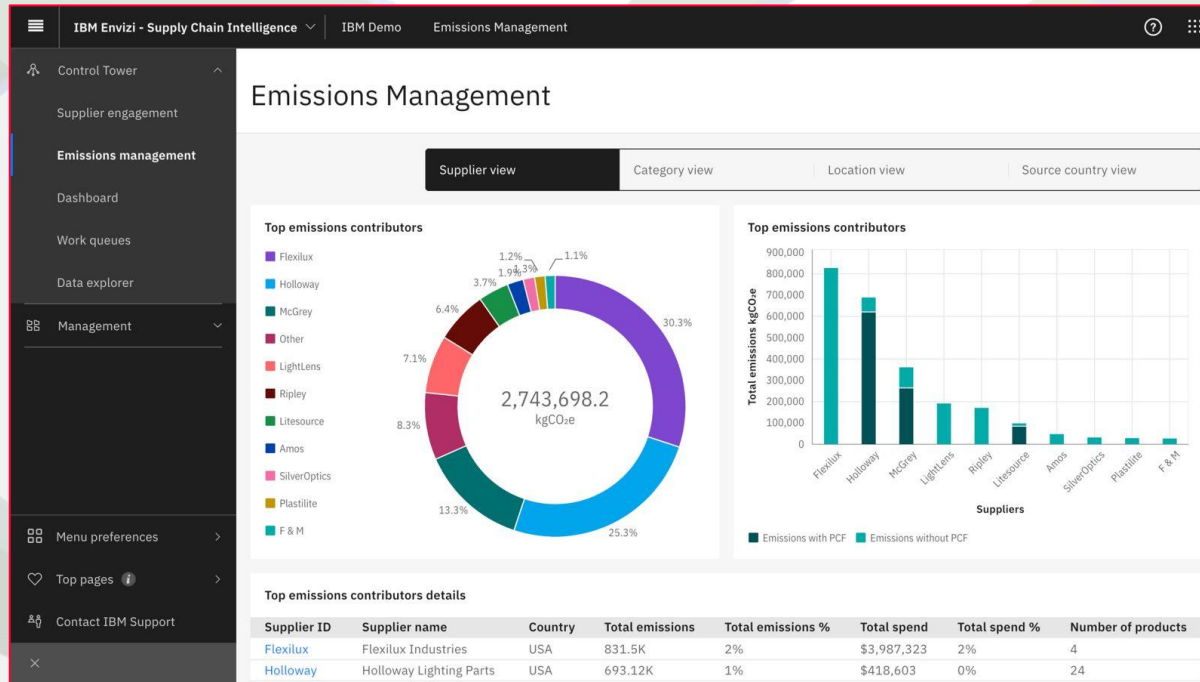 IBM Envizi - Supply Chain Intelligence
IBM Demo
Emissions Management
Control Tower
Supplier engagement
Emissions management
Dashboard
Work queues
Data explorer
Management
Menu preferences
Top pages
Contact IBM Support
Emissions Management
Supplier view
Category view
Location view
Source country view
Top emissions contributors
Flexilux
Holloway
McGrey
Other
LightLens
Ripley
Litesource
Amos
SilverOptics
Plastilite
F & M
1.2%
1.1%
1.9%
1.3%
3.7%
6.4%
30.3%
7.1%
8.3%
13.3%
25.3%
2,743,698.2
kgCO₂e
Top emissions contributors
Total emissions kgCO₂e
900,000
800,000
700,000
600,000
500,000
400,000
300,000
200,000
100,000
0
Flexilux
Holloway
McGrey
LightLens
Ripley
Litesource
Amos
SilverOptics
Plastilite
F & M
Suppliers
Emissions with PCF
Emissions without PCF
Top emissions contributors details
Supplier ID Supplier name Country Total emissions Total emissions % Total spend Total spend % Number of products
Flexilux Flexilux Industries USA 831.5K 2% $3,987,323 2% 4
Holloway Holloway Lighting Parts USA 693.12K 1% $418,603 0% 24